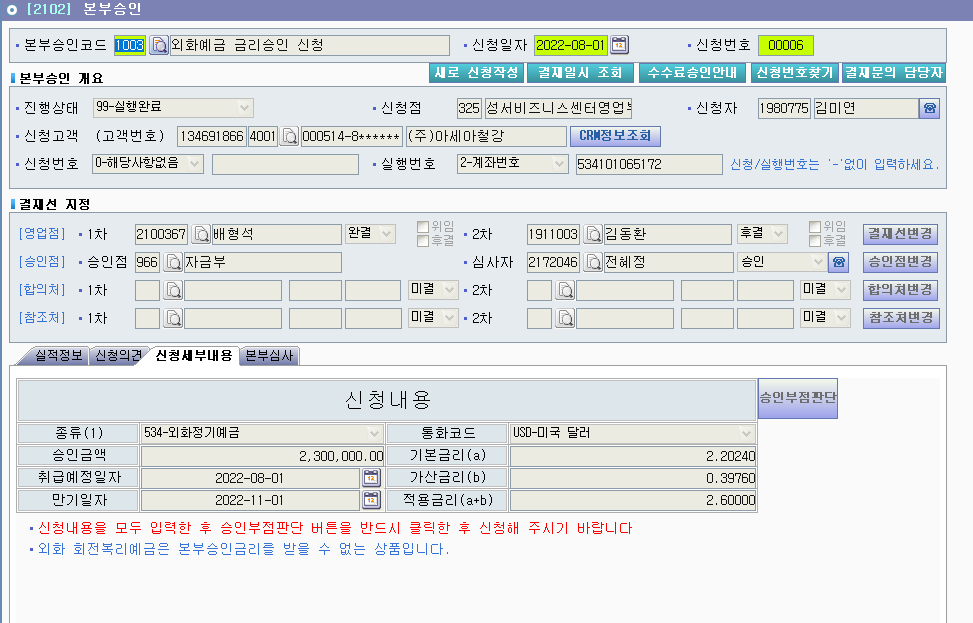 [2102] 본부승인
본부승인코드 1003 외화예금 금리승인 신청 신청일자 2022-08-01 신청번호 00006
본부승인 개요 새로 신청작성 결재일시 조회 수수료승인안내 신청번호찾기 결재문의 담당자
진행상태 99-실행완료 신청점 325 성서비즈니스센터영업부 신청자 1980775 김미연
신청고객 (고객번호) 134691866 4001 000514-8****** (주)아세아철강 CRM정보조회
신청번호 0-해당사항없음 실행번호 2-계좌번호 534101065172 신청/실행번호는 '-'없이 입력하세요.
결재선 지정
[영업점] 1차 2100367 배형석 완결 위임 후결 2차 1911003 김동환 후결 위임 후결 결재선변경
[승인점] 승인점 966 자금부 심사자 2172046 전혜정 승인 승인점변경
[합의처] 1차 미결 2차 미결 합의처변경
[참조처] 1차 미결 2차 미결 참조처변경
실적정보 신청의견 신청세부내용 본부심사
신청내용 승인부점판단
종류(1) 534-외화정기예금 통화코드 USD-미국 달러
승인금액 2,300,000.00 기본금리(a) 2.20240
취급예정일자 2022-08-01 가산금리(b) 0.39760
만기일자 2022-11-01 적용금리(a+b) 2.60000
신청내용을 모두 입력한 후 승인부점판단 버튼을 반드시 클릭한 후 신청해 주시기 바랍니다
외화 회전복리예금은 본부승인금리를 받을 수 없는 상품입니다.